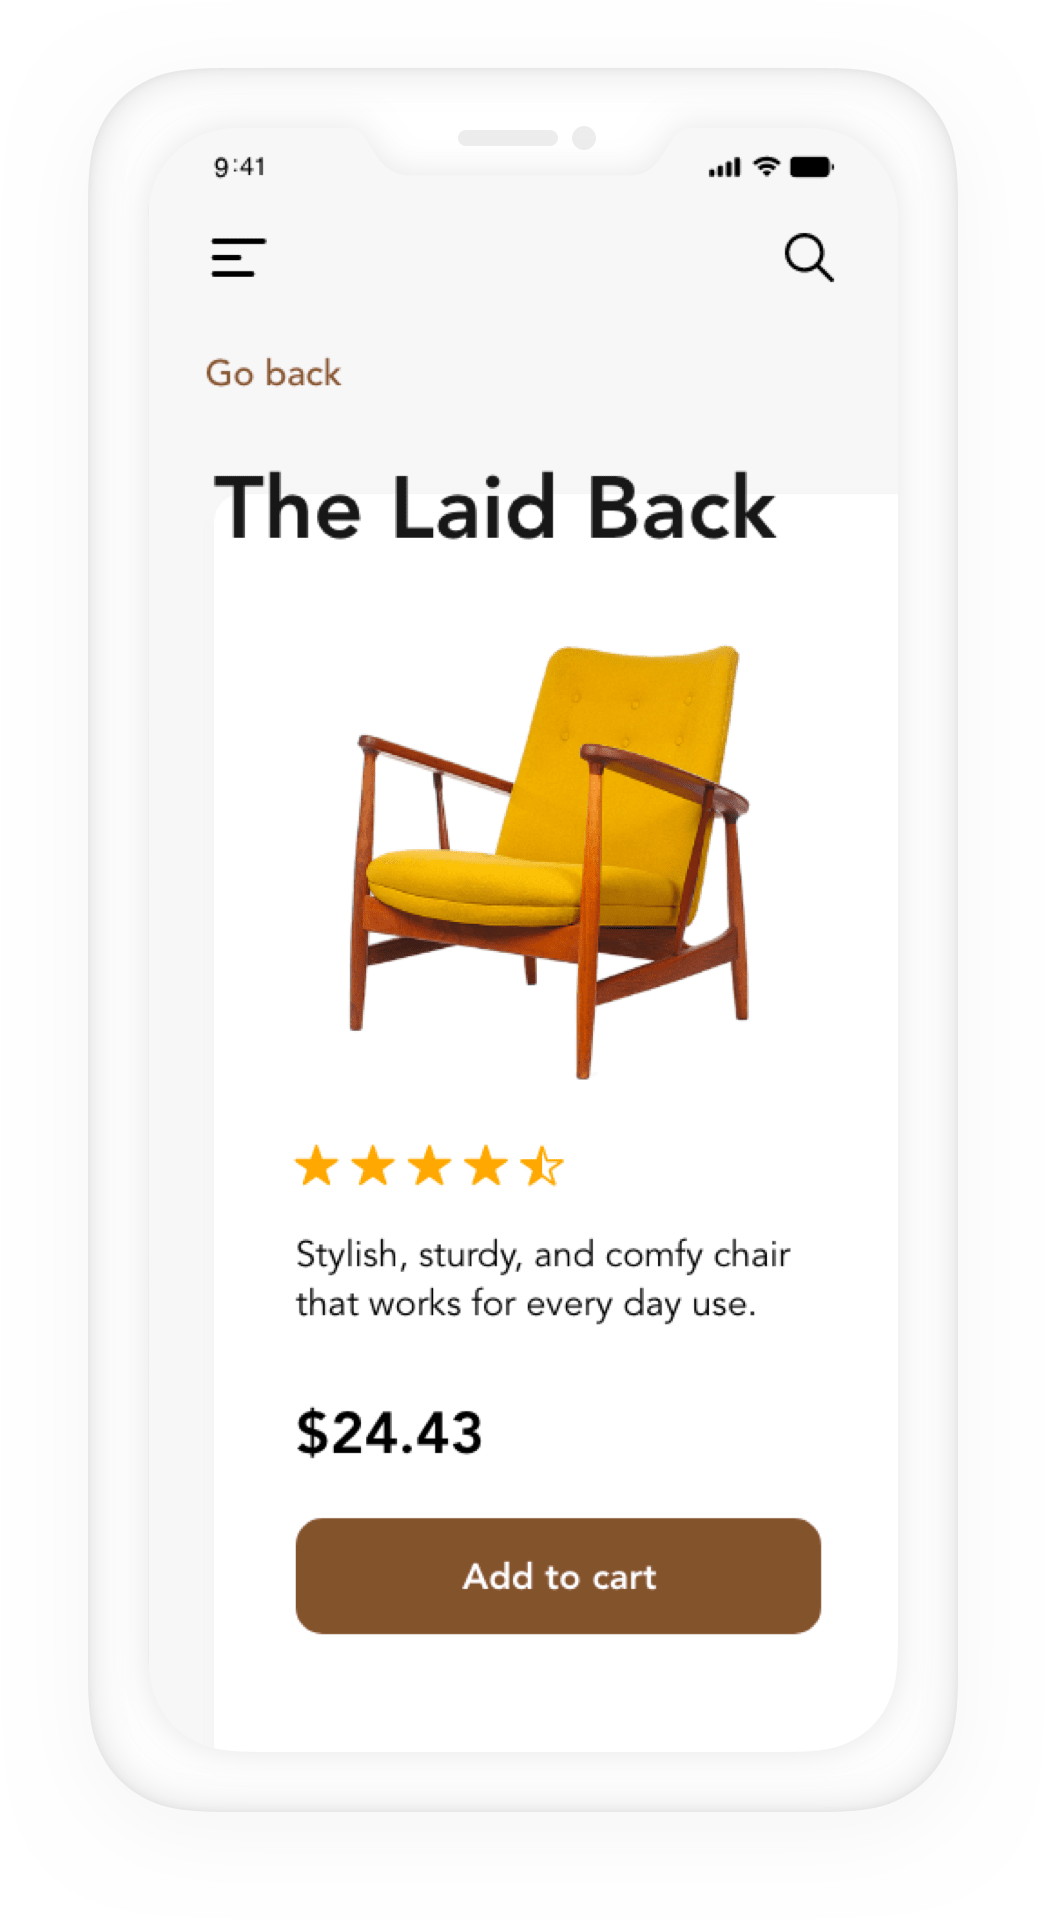 9:41
Go back
The Laid Back
Stylish, sturdy, and comfy chair
that works for every day use.
$24.43
Add to cart